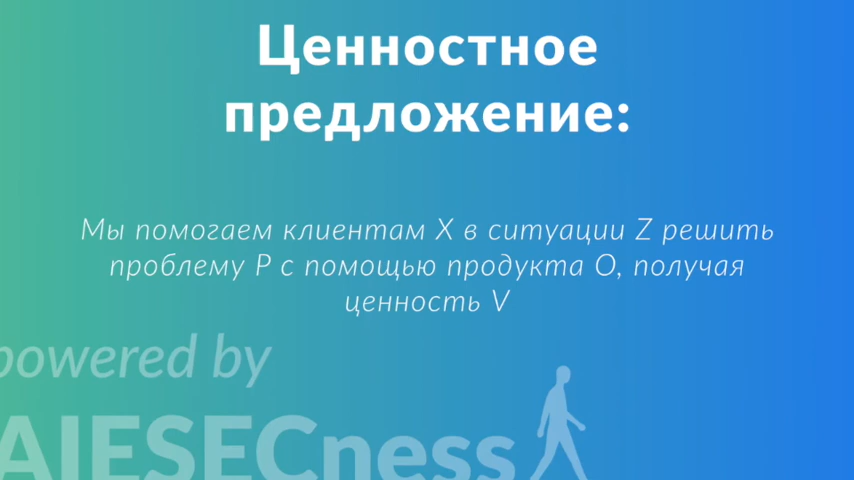 Ценностное
предложение:
Мы помогаем клиентам X в ситуации Z решить
проблему P с помощью продукта O, получая
ценность V
powered by
AIESECness